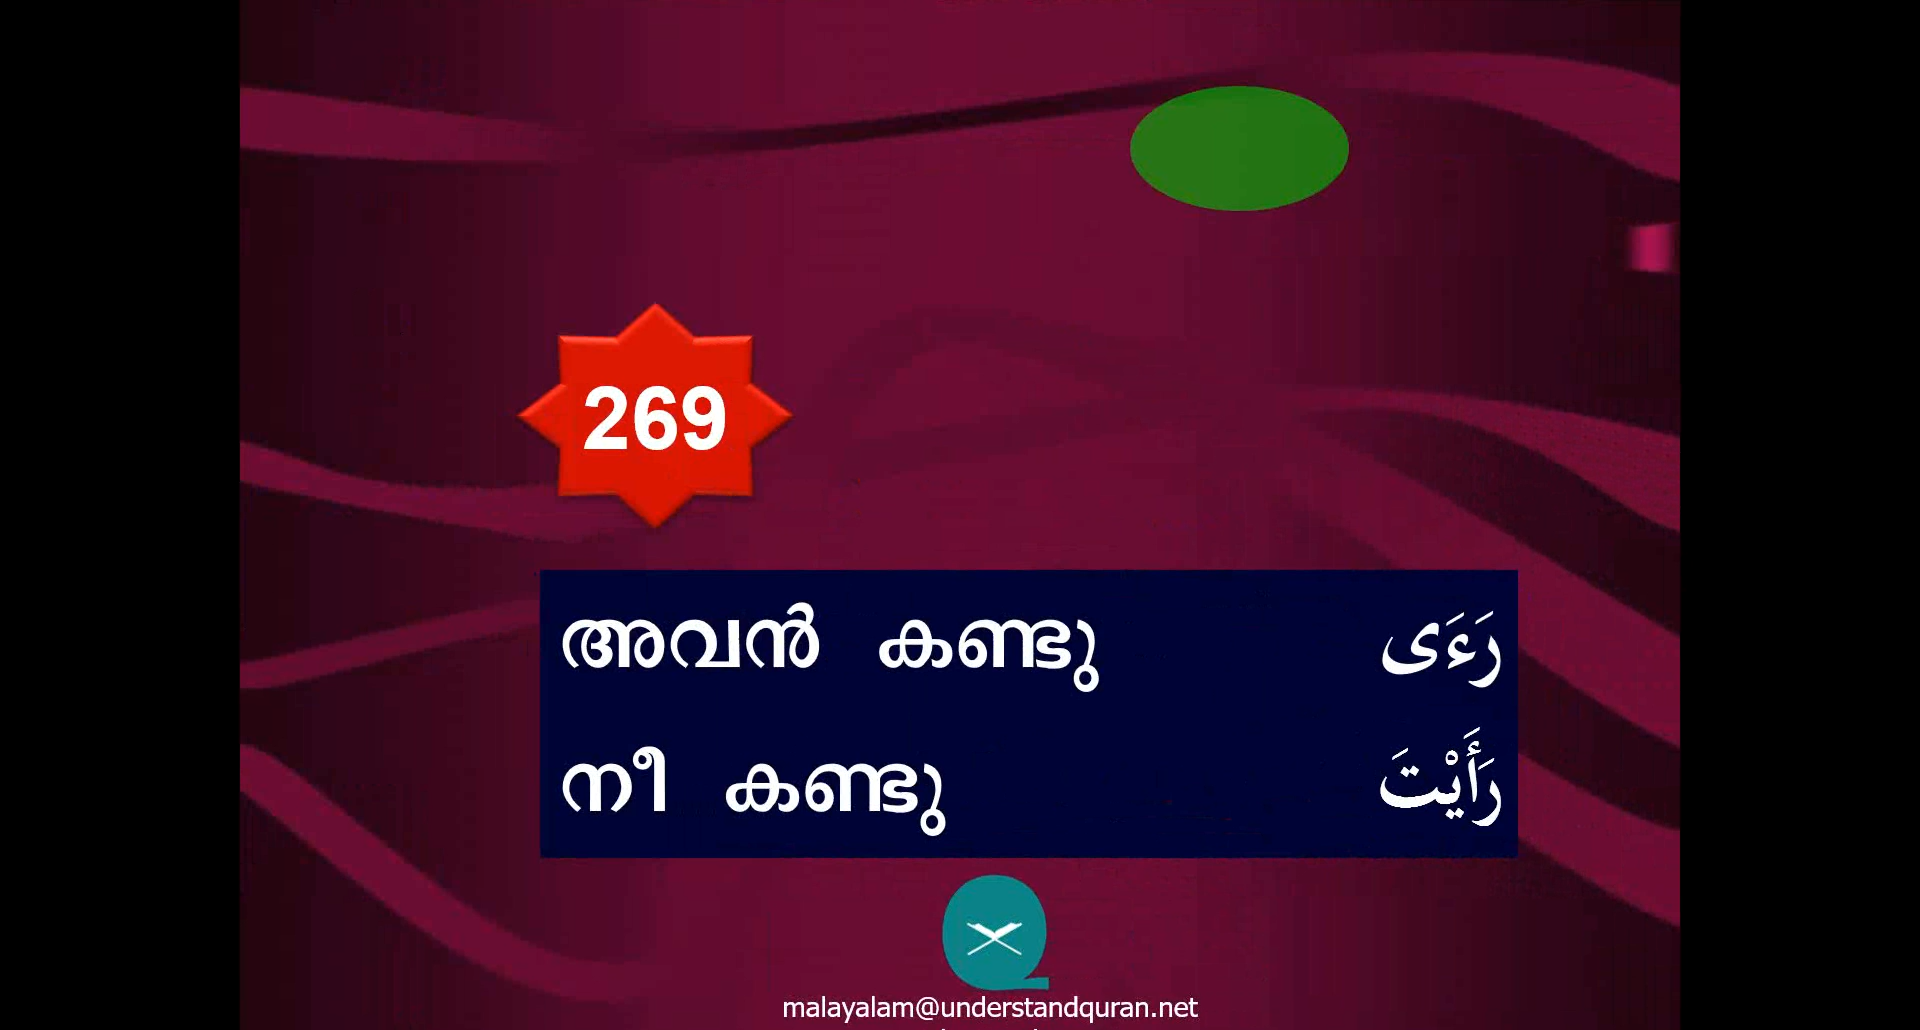 269
അവൻ കണ്ടു رَءَى
നീ കണ്ടു رَأَيْتَ
malayalam@understandquran.net